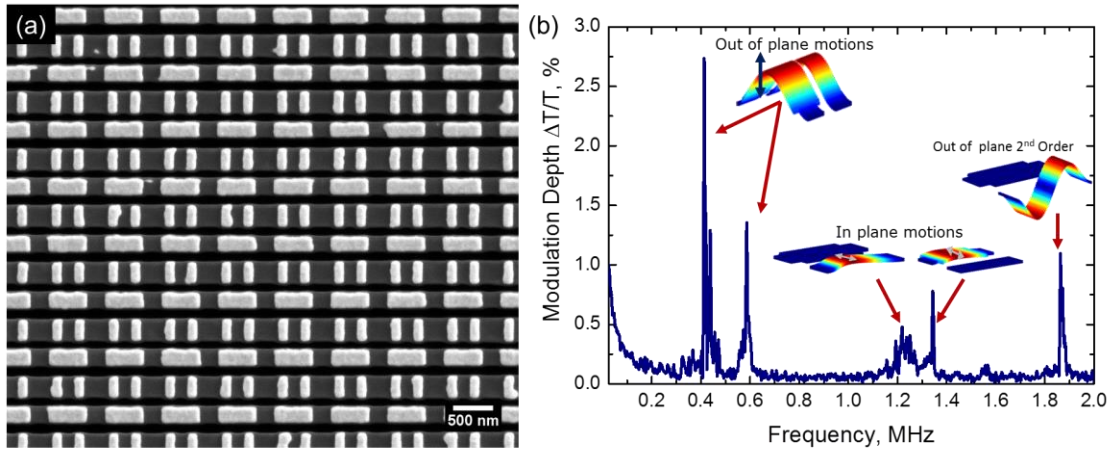 (a)
500 nm
(b)
Modulation Depth ΔT/T, %
3.0
2.5
2.0
1.5
1.0
0.5
0.0
Out of plane motions
Out of plane 2nd Order
In plane motions
0.2 0.4 0.6 0.8 1.0 1.2 1.4 1.6 1.8 2.0
Frequency, MHz